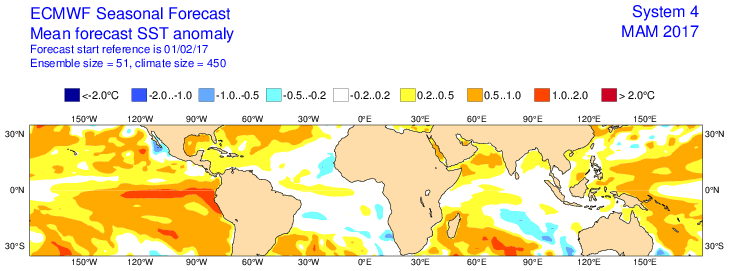 ECMWF Seasonal Forecast
System 4
Mean forecast SST anomaly
MAM 2017
Forecast start reference is 01/02/17
Ensemble size = 51, climate size = 450
<-2.0°C -2.0..-1.0 -1.0..-0.5 -0.5..-0.2 -0.2..0.2 0.2..0.5 0.5..1.0 1.0..2.0 > 2.0°C
150°W 120°W 90°W 60°W 30°W 0°E 30°E 60°E 90°E 120°E 150°E
30°N 30°N
0°N 0°N
30°S 30°S
150°W 120°W 90°W 60°W 30°W 0°E 30°E 60°E 90°E 120°E 150°E